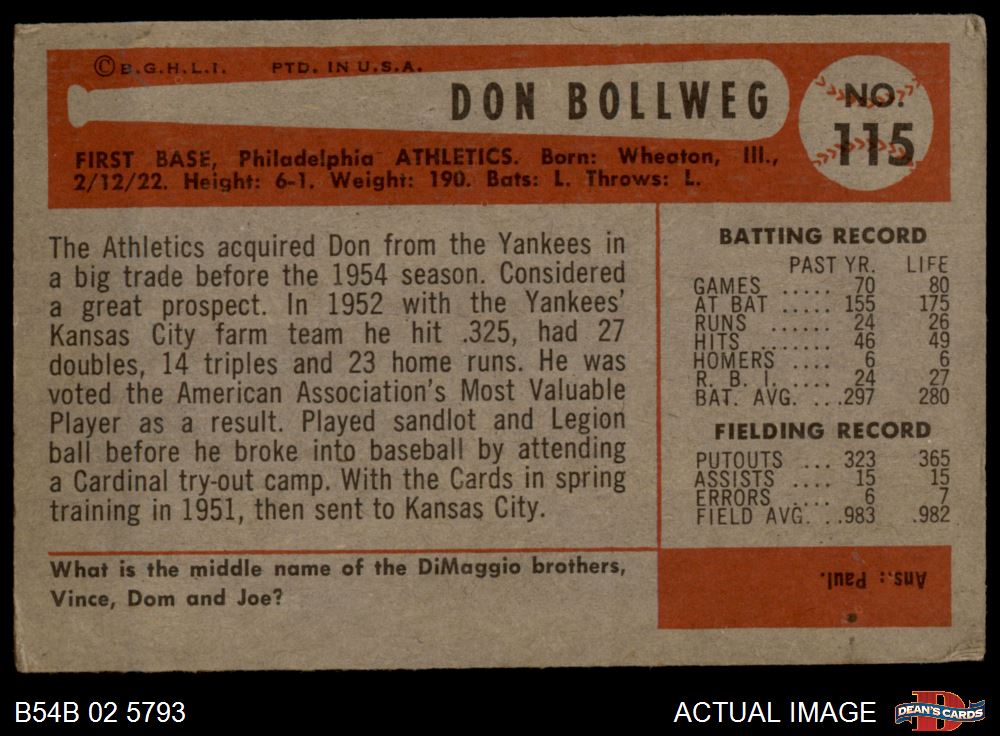 © B.G.H.L.I. PTD. IN U.S.A.
DON BOLLWEG
NO.
115
FIRST BASE, Philadelphia ATHLETICS. Born: Wheaton, Ill.,
2/12/22. Height: 6-1. Weight: 190. Bats: L. Throws: L.
The Athletics acquired Don from the Yankees in
a big trade before the 1954 season. Considered
a great prospect. In 1952 with the Yankees'
Kansas City farm team he hit .325, had 27
doubles, 14 triples and 23 home runs. He was
voted the American Association's Most Valuable
Player as a result. Played sandlot and Legion
ball before he broke into baseball by attending
a Cardinal try-out camp. With the Cards in spring
training in 1951, then sent to Kansas City.
BATTING RECORD
PAST YR. LIFE
GAMES ..... 70 80
AT BAT ..... 155 175
RUNS ...... 24 26
HITS ....... 46 49
HOMERS .... 6 6
R. B. I. .... 24 27
BAT. AVG. ...297 280
FIELDING RECORD
PUTOUTS ... 323 365
ASSISTS .... 15 15
ERRORS .... 6 7
FIELD AVG. ..983 .982
What is the middle name of the DiMaggio brothers,
Vince, Dom and Joe?
Ans.: Paul.
B54B 02 5793
ACTUAL IMAGE
DEAN'S CARDS